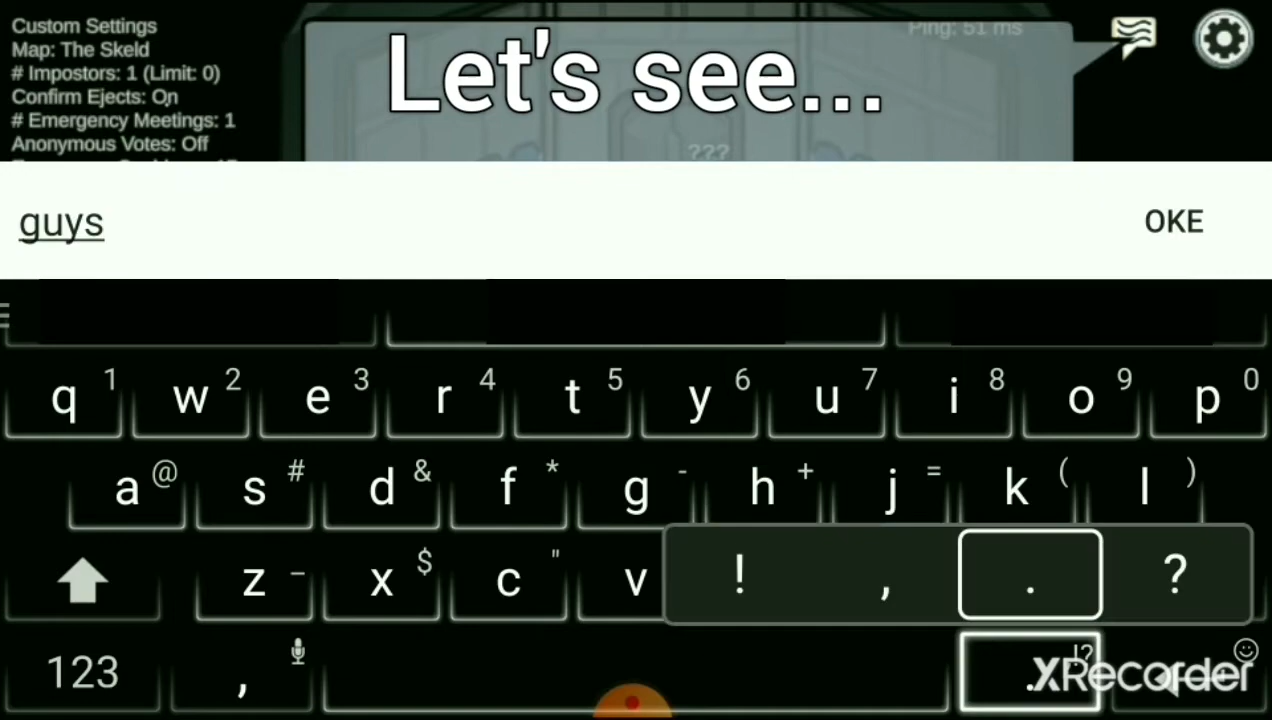 Custom Settings
Map: The Skeld
# Impostors: 1 (Limit: 0)
Confirm Ejects: On
# Emergency Meetings: 1
Anonymous Votes: Off
Ping: 51 ms
Let's see...
???
guys
OKE
q 1 w 2 e 3 r 4 t 5 y 6 u 7 i 8 o 9 p 0
a @ s # d & f * g - h + j = k ( l )
z _ x $ c " v ! , . ?
123 , . !?
XRecorder